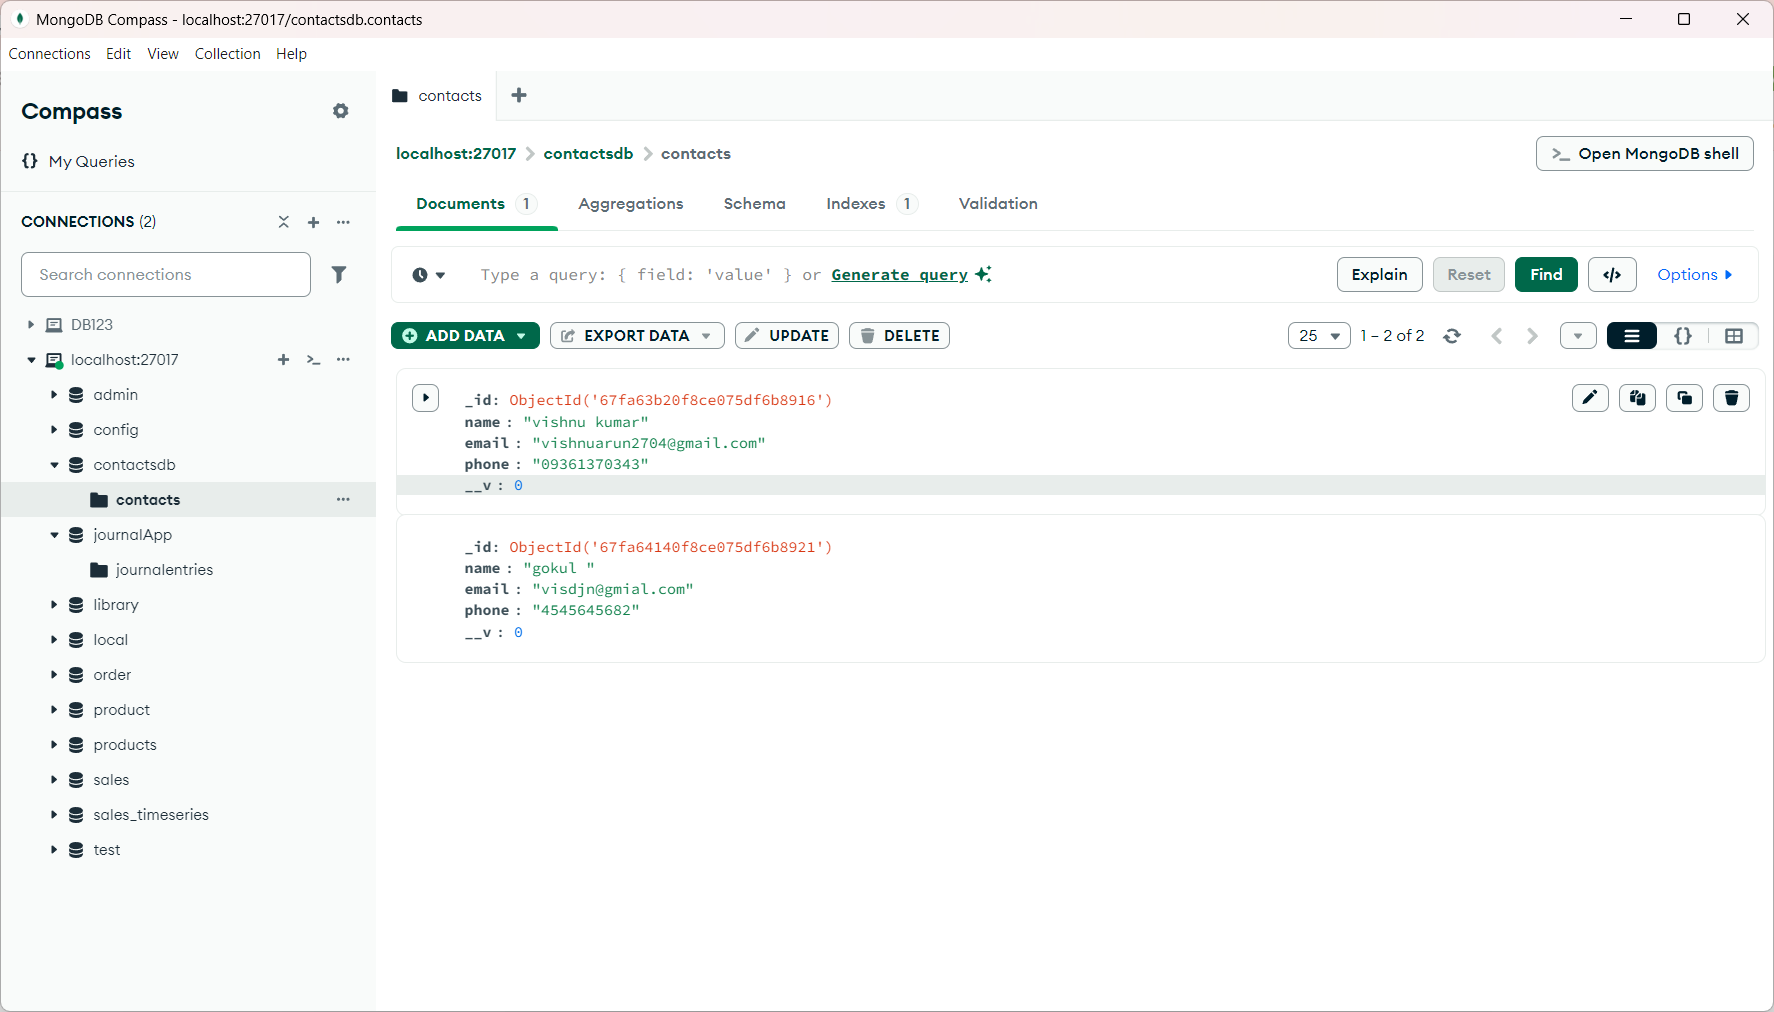 MongoDB Compass - localhost:27017/contactsdb.contacts
Connections Edit View Collection Help
Compass
{} My Queries
CONNECTIONS (2)
Search connections
DB123
localhost:27017
admin
config
contactsdb
contacts
journalApp
journalentries
library
local
order
product
products
sales
sales_timeseries
test
contacts
localhost:27017 > contactsdb > contacts
>_ Open MongoDB shell
Documents 1 Aggregations Schema Indexes 1 Validation
Type a query: { field: 'value' } or Generate query
Explain Reset Find </> Options
ADD DATA EXPORT DATA UPDATE DELETE
25 1 – 2 of 2 {}
_id: ObjectId('67fa63b20f8ce075df6b8916')
name : "vishnu kumar"
email : "vishnuarun2704@gmail.com"
phone : "09361370343"
__v : 0
_id: ObjectId('67fa64140f8ce075df6b8921')
name : "gokul "
email : "visdjn@gmial.com"
phone : "4545645682"
__v : 0